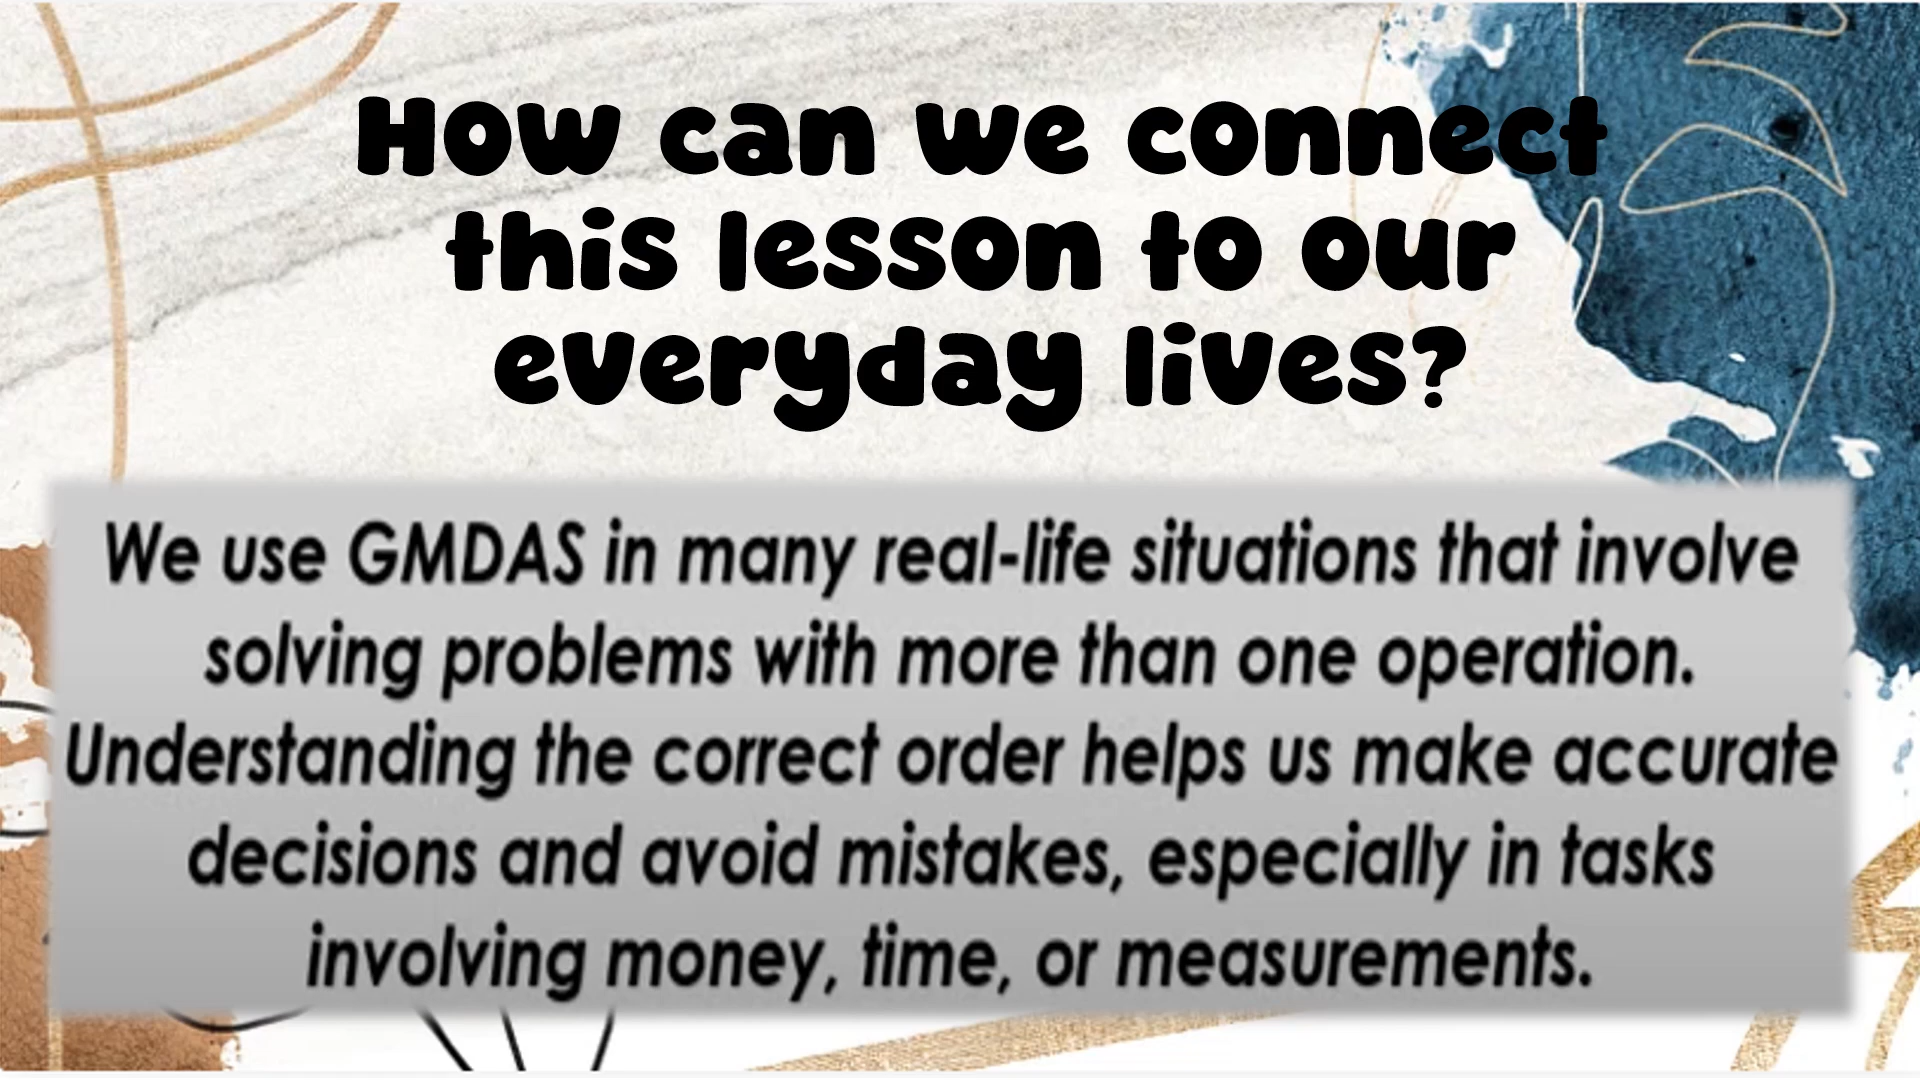 How can we connect
this lesson to our
everyday lives?
We use GMDAS in many real-life situations that involve
solving problems with more than one operation.
Understanding the correct order helps us make accurate
decisions and avoid mistakes, especially in tasks
involving money, time, or measurements.